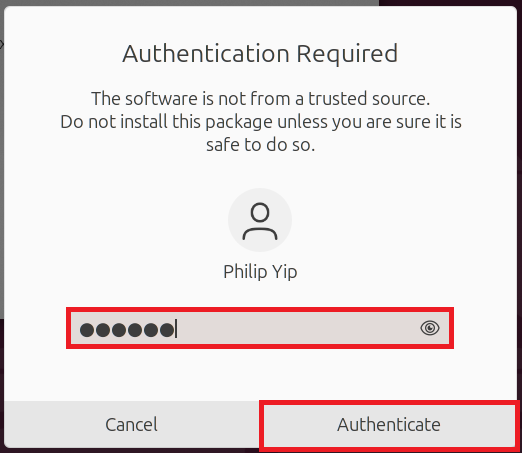 Authentication Required
The software is not from a trusted source.
Do not install this package unless you are sure it is
safe to do so.
Philip Yip
●●●●●●
Cancel
Authenticate